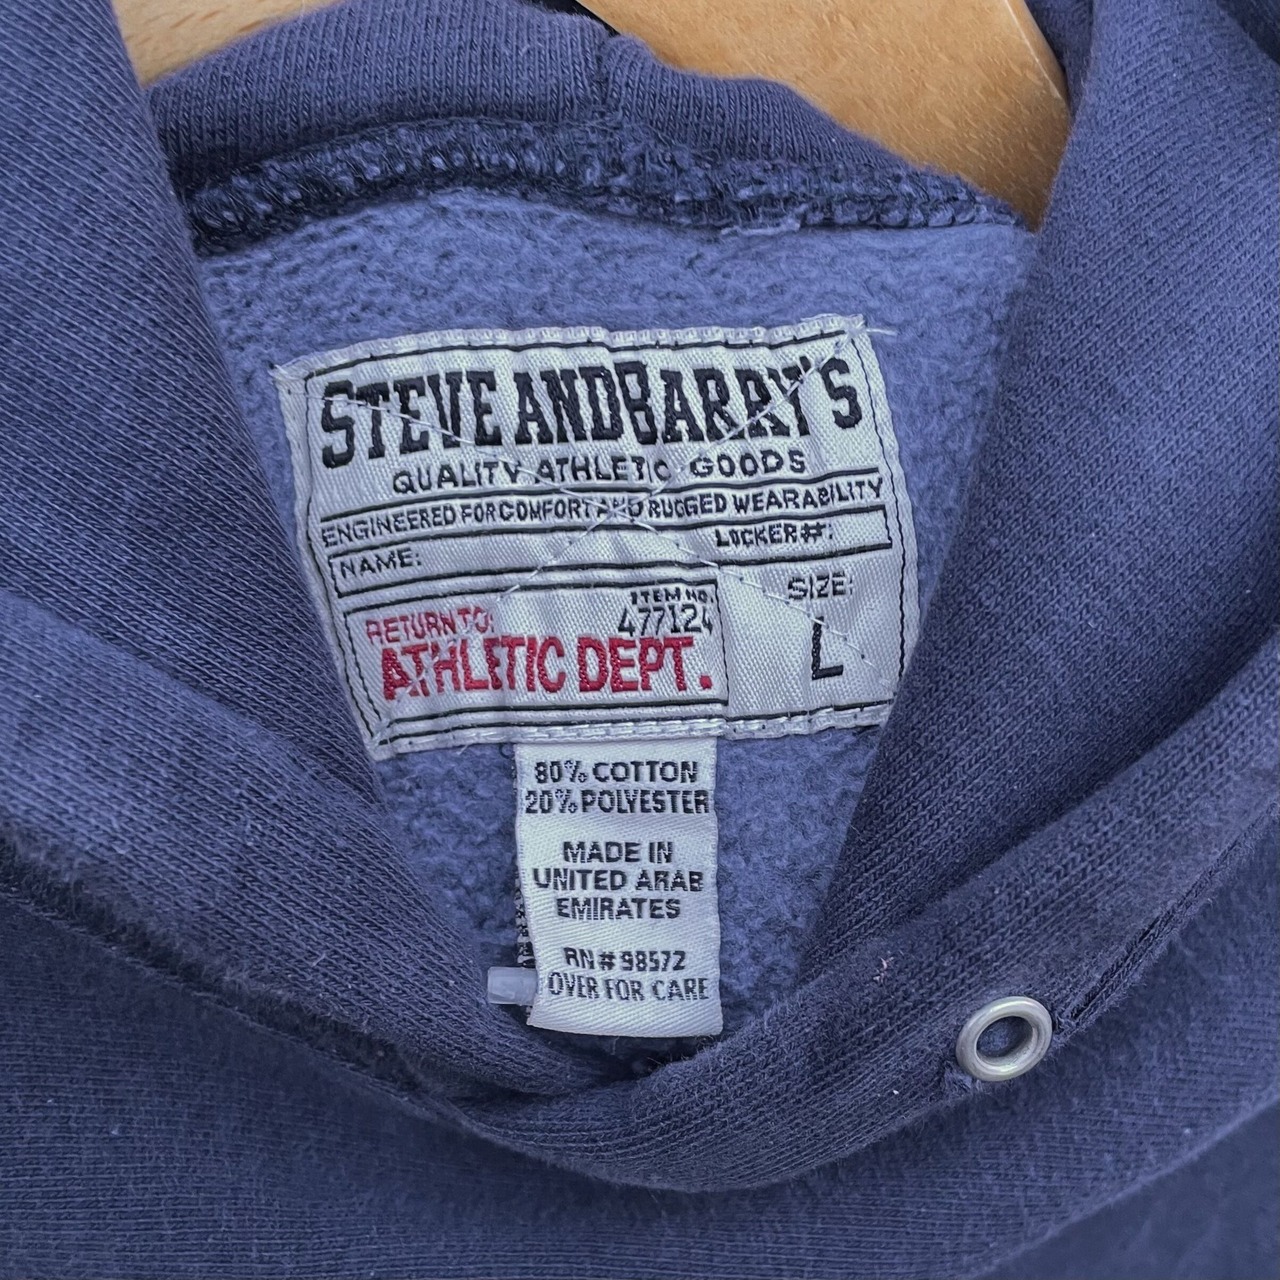 STEVE AND BARRY'S
QUALITY ATHLETIC GOODS
ENGINEERED FOR COMFORT AND RUGGED WEARABILITY
NAME: LOCKER#:
RETURN TO: ITEM NO. SIZE:
477124
ATHLETIC DEPT. L
80% COTTON
20% POLYESTER
MADE IN
UNITED ARAB
EMIRATES
RN# 98572
OVER FOR CARE